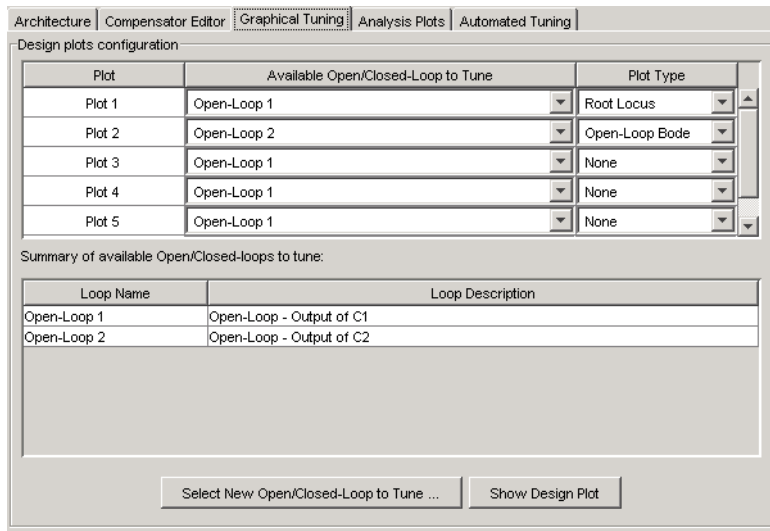 Architecture Compensator Editor Graphical Tuning Analysis Plots Automated Tuning
Design plots configuration
Plot Available Open/Closed-Loop to Tune Plot Type
Plot 1 Open-Loop 1 Root Locus
Plot 2 Open-Loop 2 Open-Loop Bode
Plot 3 Open-Loop 1 None
Plot 4 Open-Loop 1 None
Plot 5 Open-Loop 1 None
Summary of available Open/Closed-loops to tune:
Loop Name Loop Description
Open-Loop 1 Open-Loop - Output of C1
Open-Loop 2 Open-Loop - Output of C2
Select New Open/Closed-Loop to Tune ... Show Design Plot